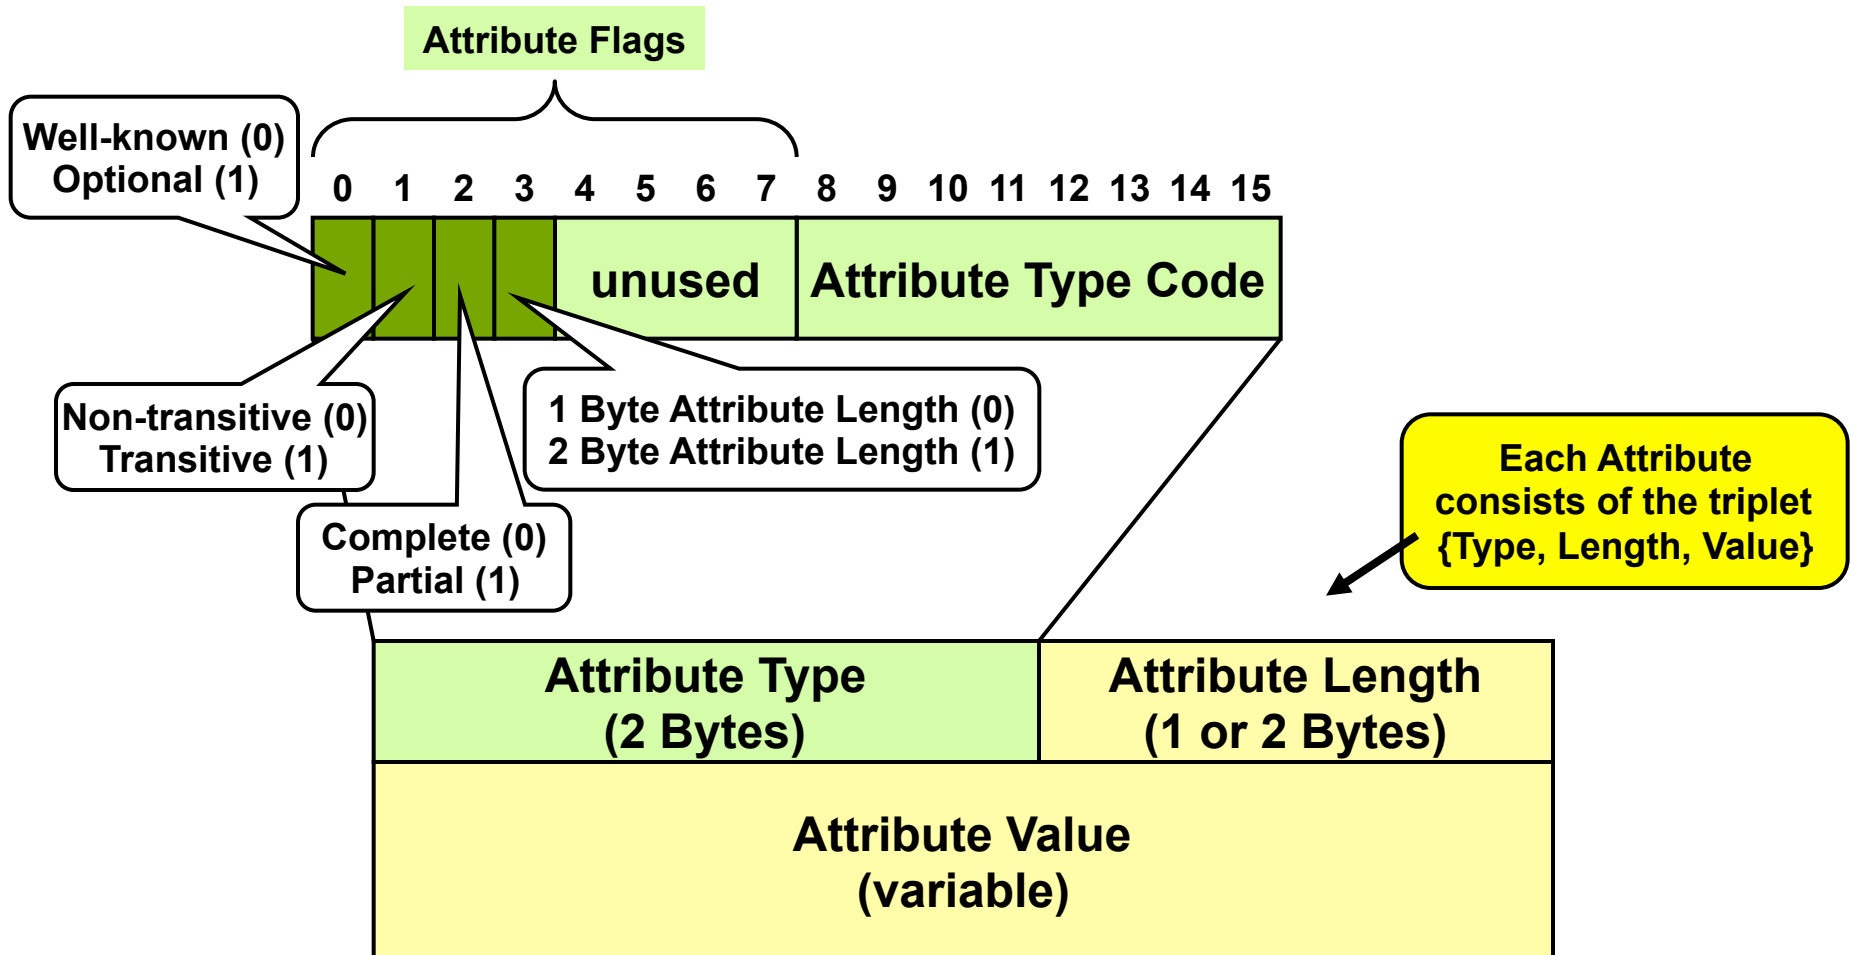 Attribute Flags
Well-known (0)
Optional (1)
0 1 2 3 4 5 6 7 8 9 10 11 12 13 14 15
unused
Attribute Type Code
Non-transitive (0)
Transitive (1)
1 Byte Attribute Length (0)
2 Byte Attribute Length (1)
Complete (0)
Partial (1)
Each Attribute
consists of the triplet
{Type, Length, Value}
Attribute Type
(2 Bytes)
Attribute Length
(1 or 2 Bytes)
Attribute Value
(variable)